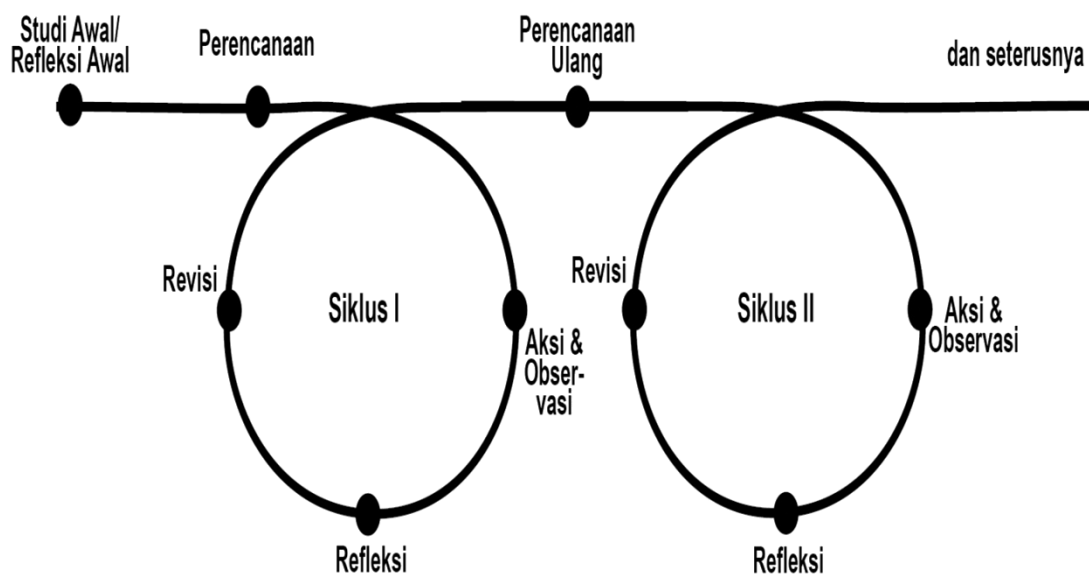 Studi Awal/
Refleksi Awal
Perencanaan
Perencanaan
Ulang
dan seterusnya
Revisi
Siklus I
Aksi &
Obser-
vasi
Refleksi
Revisi
Siklus II
Aksi &
Observasi
Refleksi